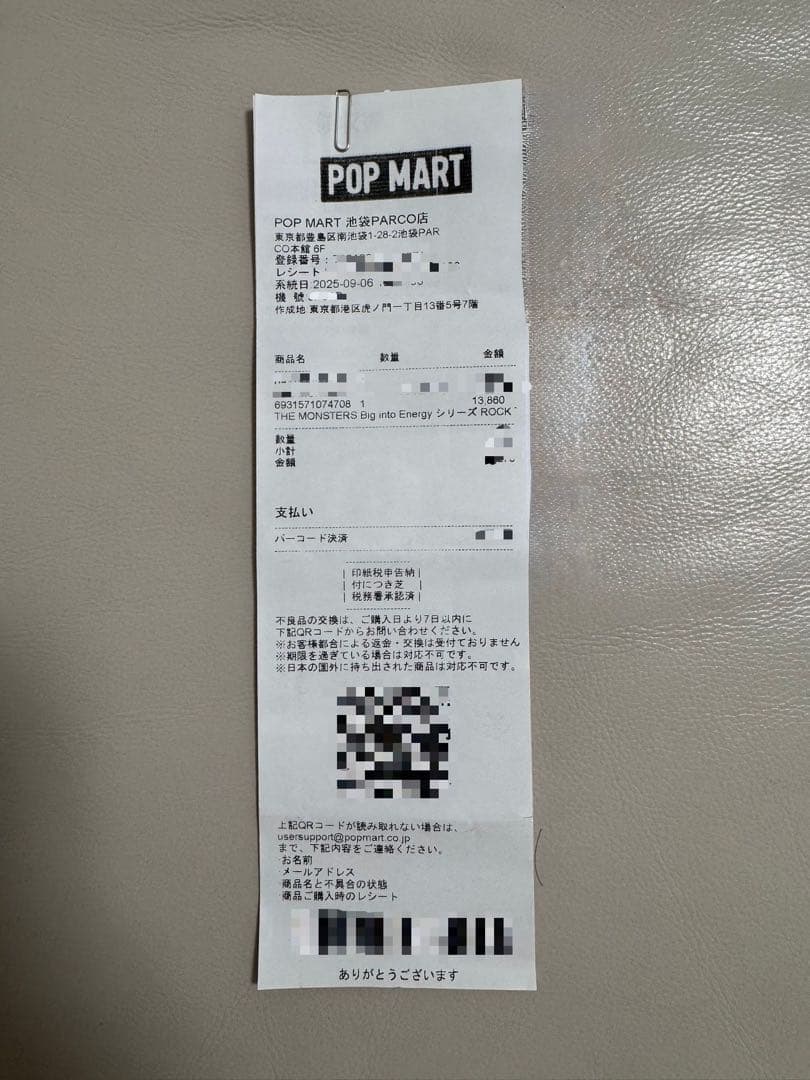 POP MART
POP MART 池袋PARCO店
東京都豊島区南池袋1-28-2池袋PAR
CO本館 6F
登録番号：
レシート
系統日:2025-09-06
機 號
作成地 東京都港区虎ノ門一丁目13番5号7階
商品名 数量 金額
6931571074708 1 13,860
THE MONSTERS Big into Energy シリーズ ROCK
数量
小計
金額
支払い
バーコード決済
印紙税申告納
付につき芝
税務署承認済
不良品の交換は、ご購入日より7日以内に
下記QRコードからお問い合わせください。
※お客様都合による返金・交換は受付ておりません
※期限を過ぎている場合は対応不可です。
※日本の国外に持ち出された商品は対応不可です。
上記QRコードが読み取れない場合は、
usersupport@popmart.co.jp
まで、下記内容をご連絡ください。
·お名前
·メールアドレス
·商品名と不具合の状態
·商品ご購入時のレシート
ありがとうございます